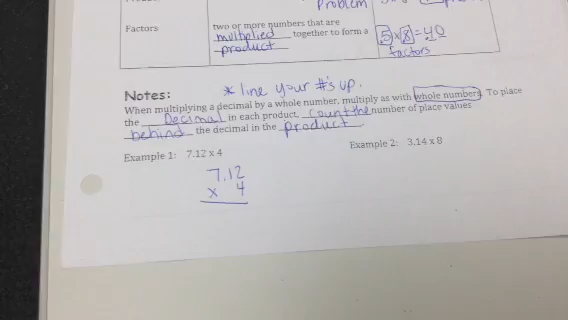 Problem
Factors
two or more numbers that are
multiplied together to form a
product
5 x 8 = 40
factors
Notes: * line your #'s up.
When multiplying a decimal by a whole number, multiply as with whole numbers. To place
the Decimal in each product, Count the number of place values
behind the decimal in the product
Example 1: 7.12 x 4
Example 2: 3.14 x 8
7.12
x 4